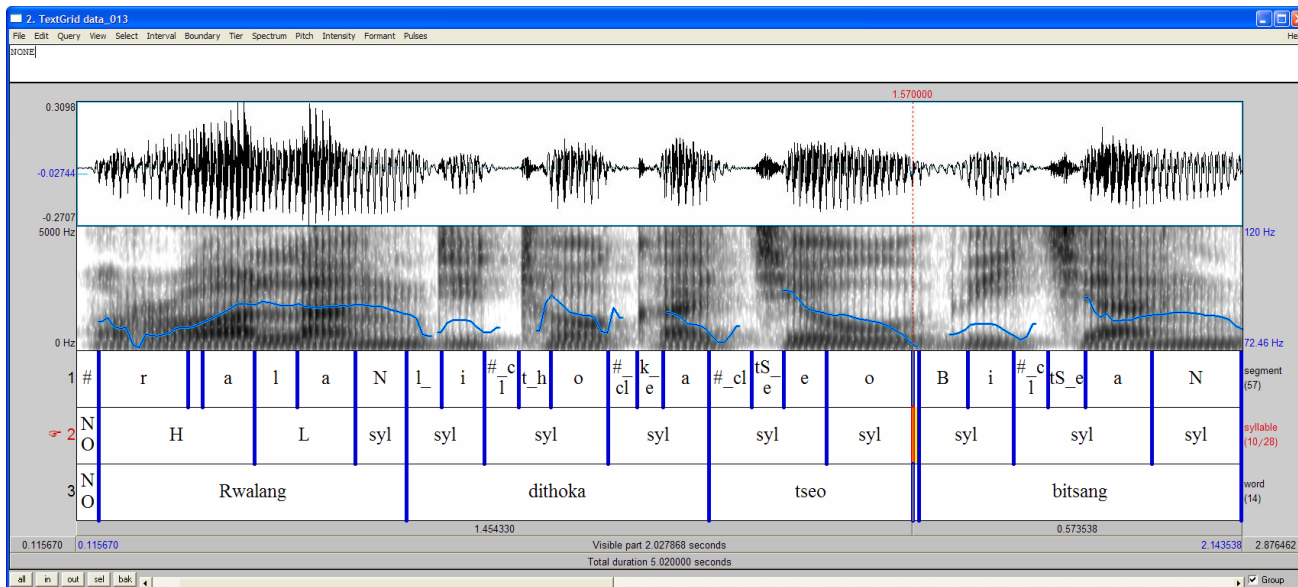 2. TextGrid data_013
File Edit Query View Select Interval Boundary Tier Spectrum Pitch Intensity Formant Pulses Hel
NONE
1.570000
0.3098
-0.02744
-0.2707
5000 Hz 120 Hz
0 Hz 72.46 Hz
1 # r a l a N l_ i #_cl t_h o #_cl k_e a #_cl tS_e e o B i #_cl tS_e a N segment (57)
2 NO H L syl syl syl syl syl syl syl syl syl syllable (10/28)
3 NO Rwalang dithoka tseo bitsang word (14)
1.454330 0.573538
0.115670 0.115670 Visible part 2.027868 seconds 2.143538 2.876462
Total duration 5.020000 seconds
all in out sel bak Group